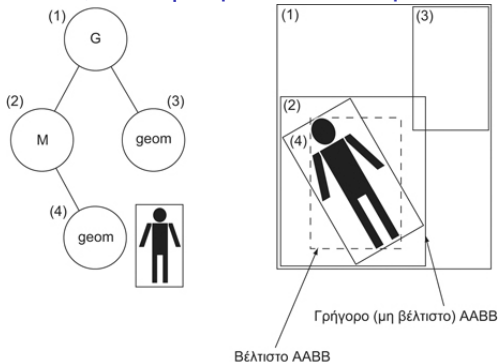 (1)
G
(2)
M
(3)
geom
(4)
geom
(1)
(3)
(2)
(4)
Γρήγορο (μη βέλτιστο) AABB
Βέλτιστο AABB